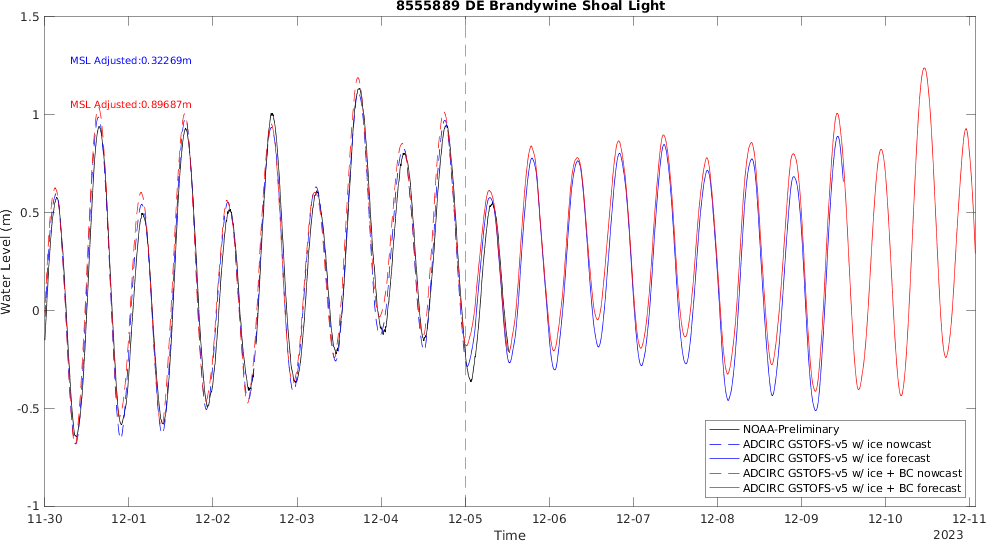 8555889 DE Brandywine Shoal Light
1.5
MSL Adjusted:0.32269m
MSL Adjusted:0.89687m
1
0.5
Water Level (m)
0
-0.5
-1
NOAA-Preliminary
ADCIRC GSTOFS-v5 w/ ice nowcast
ADCIRC GSTOFS-v5 w/ ice forecast
ADCIRC GSTOFS-v5 w/ ice + BC nowcast
ADCIRC GSTOFS-v5 w/ ice + BC forecast
11-30 12-01 12-02 12-03 12-04 12-05 12-06 12-07 12-08 12-09 12-10 12-11
Time
2023